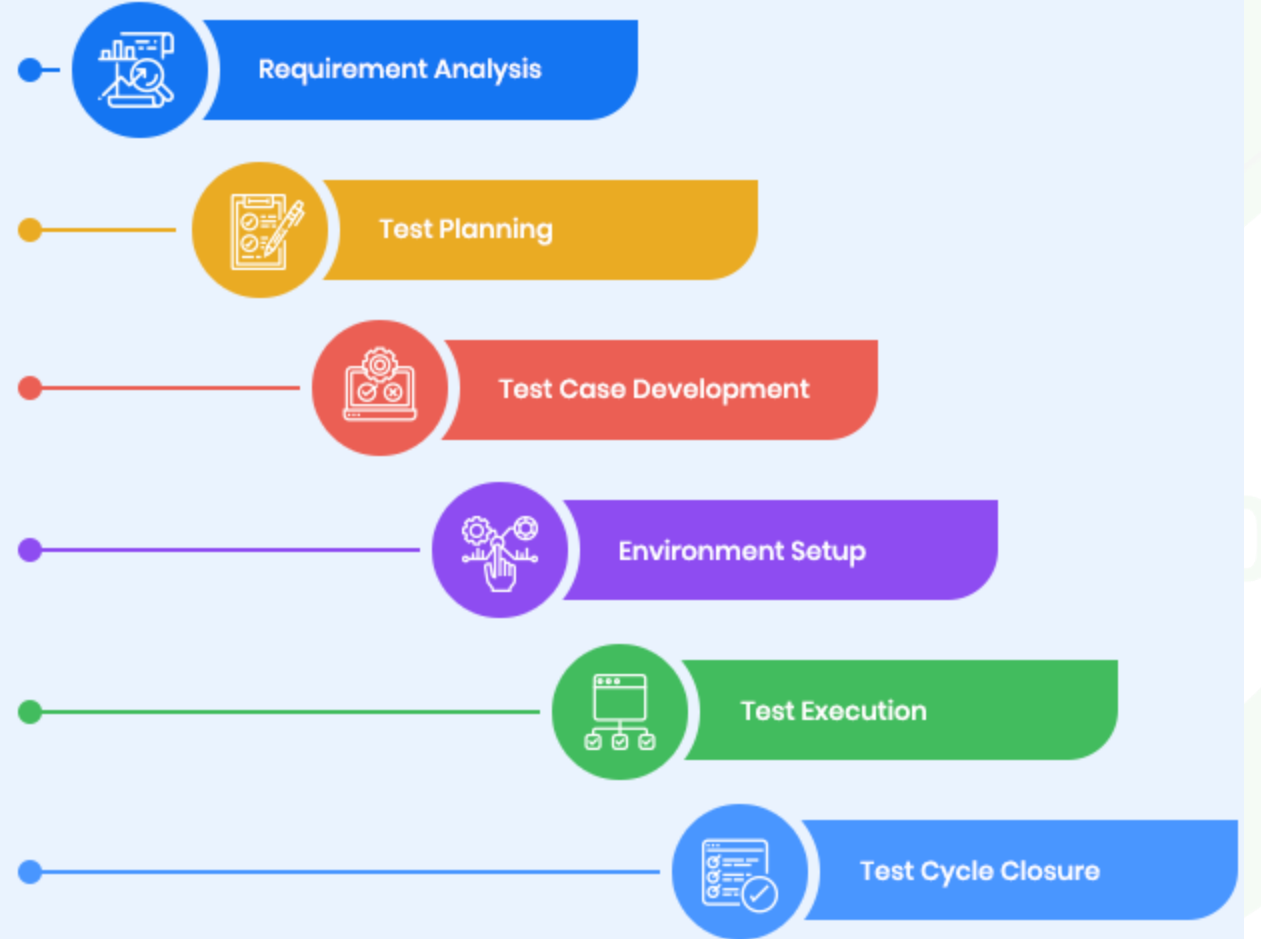 Requirement Analysis
Test Planning
Test Case Development
Environment Setup
Test Execution
Test Cycle Closure